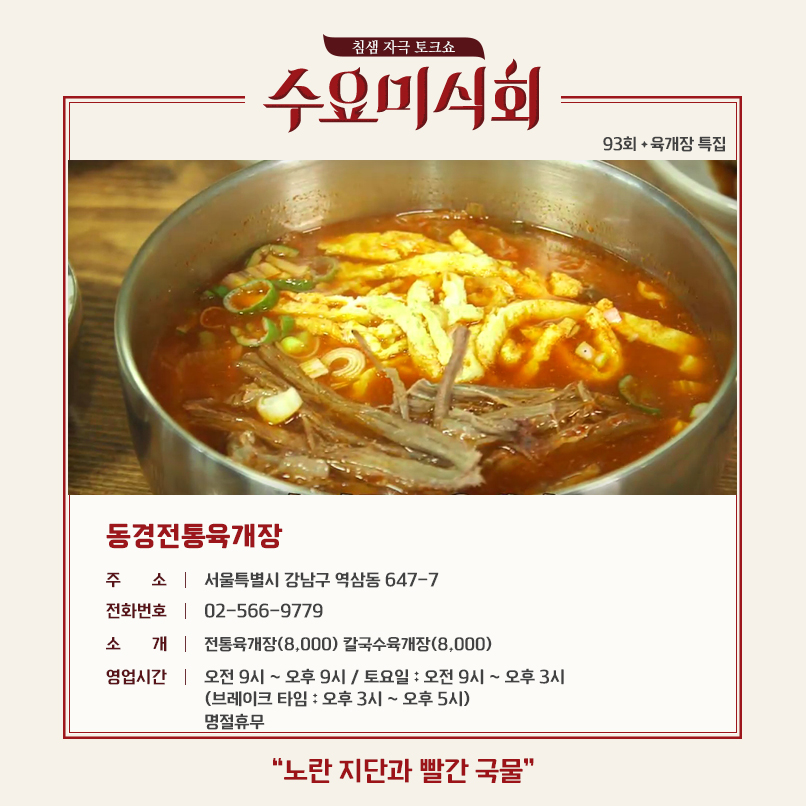 침샘 자극 토크쇼
수요미식회
93회 + 육개장 특집
동경전통육개장
주 소 | 서울특별시 강남구 역삼동 647-7
전화번호 | 02-566-9779
소 개 | 전통육개장(8,000) 칼국수육개장(8,000)
영업시간 | 오전 9시 ~ 오후 9시 / 토요일 : 오전 9시 ~ 오후 3시
(브레이크 타임 : 오후 3시 ~ 오후 5시)
명절휴무
“노란 지단과 빨간 국물”